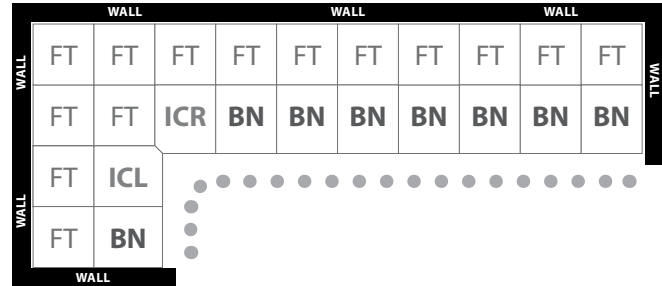 WALL WALL WALL
WALL FT FT FT FT FT FT FT FT FT FT WALL
FT FT ICR BN BN BN BN BN BN BN
FT ICL
WALL FT BN
WALL